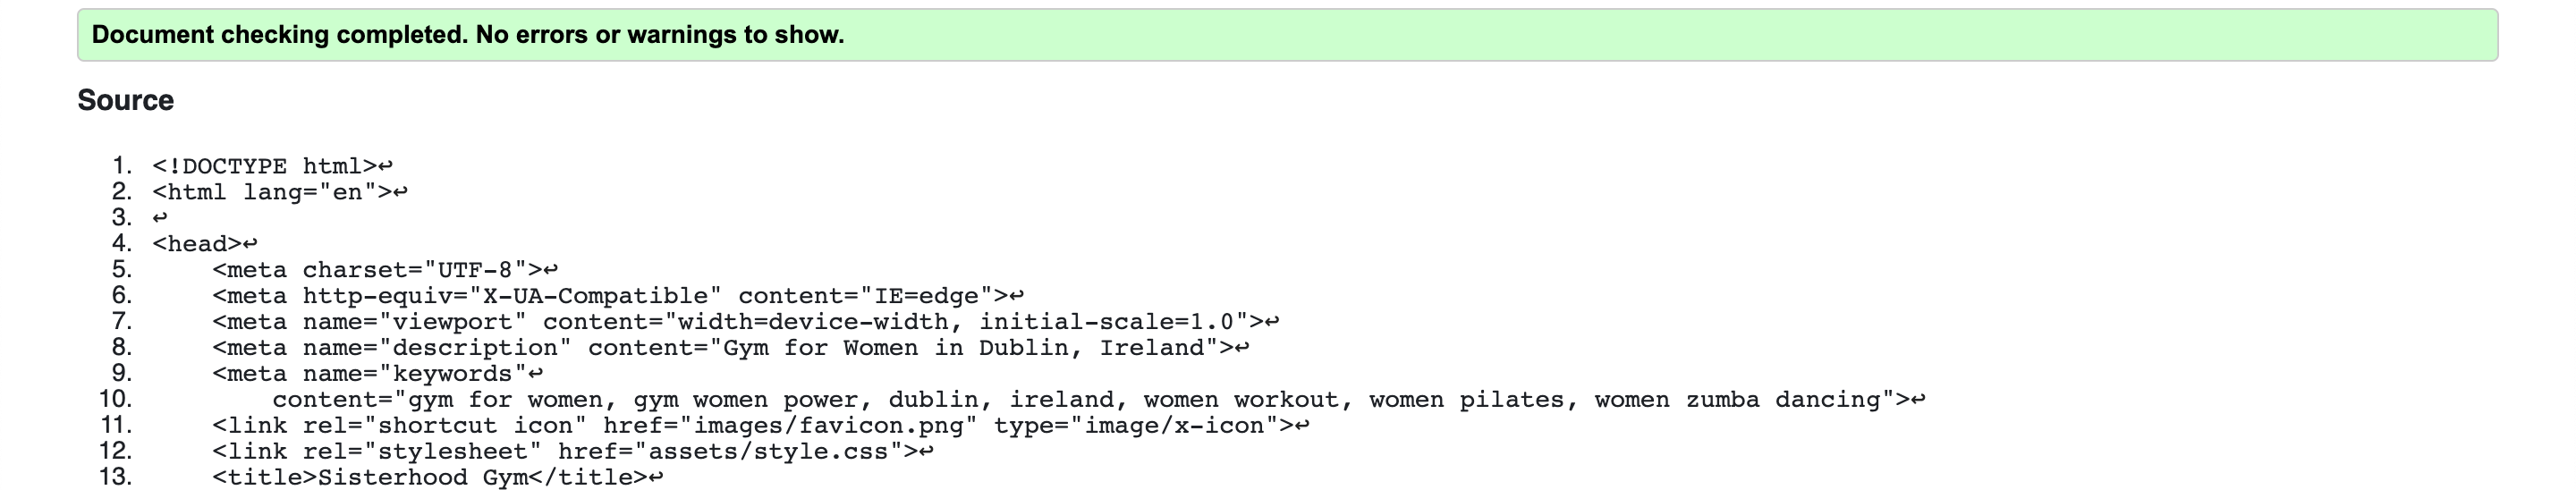 Document checking completed. No errors or warnings to show.
Source
1. <!DOCTYPE html>↩
2. <html lang="en">↩
3. ↩
4. <head>↩
5.     <meta charset="UTF-8">↩
6.     <meta http-equiv="X-UA-Compatible" content="IE=edge">↩
7.     <meta name="viewport" content="width=device-width, initial-scale=1.0">↩
8.     <meta name="description" content="Gym for Women in Dublin, Ireland">↩
9.     <meta name="keywords"↩
10.         content="gym for women, gym women power, dublin, ireland, women workout, women pilates, women zumba dancing">↩
11.     <link rel="shortcut icon" href="images/favicon.png" type="image/x-icon">↩
12.     <link rel="stylesheet" href="assets/style.css">↩
13.     <title>Sisterhood Gym</title>↩